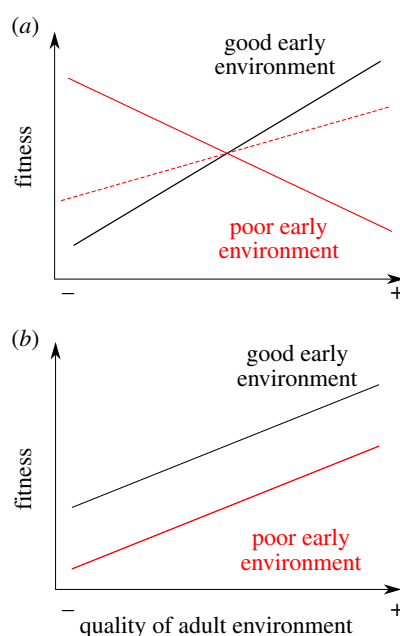 (a)
good early
environment
fitness
poor early
environment
– +
(b)
good early
environment
fitness
poor early
environment
– +
quality of adult environment